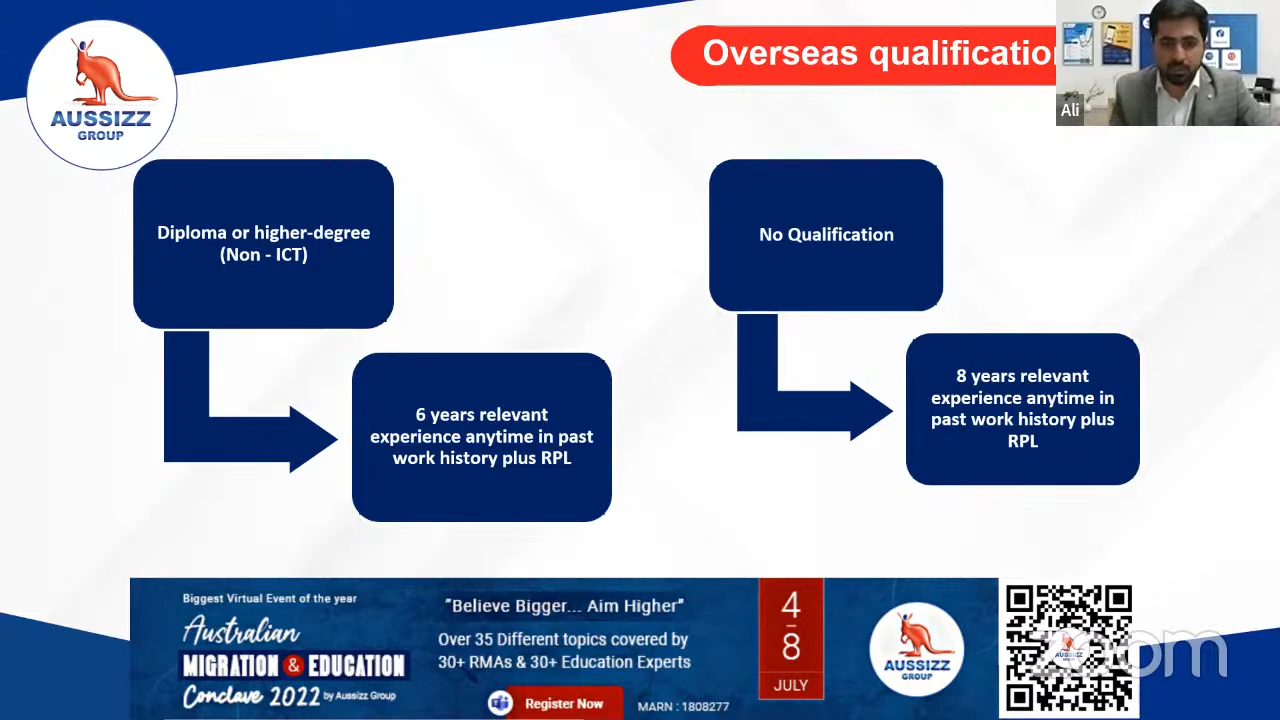 AUSSIZZ
GROUP
Overseas qualification
Ali
Diploma or higher-degree
(Non - ICT)
No Qualification
6 years relevant
experience anytime in past
work history plus RPL
8 years relevant
experience anytime in
past work history plus
RPL
Biggest Virtual Event of the year
Australian
MIGRATION & EDUCATION
Conclave 2022 by Aussizz Group
“Believe Bigger... Aim Higher”
Over 35 Different topics covered by
30+ RMAs & 30+ Education Experts
Register Now
MARN : 1808277
4
–
8
JULY
AUSSIZZ
GROUP
zoom